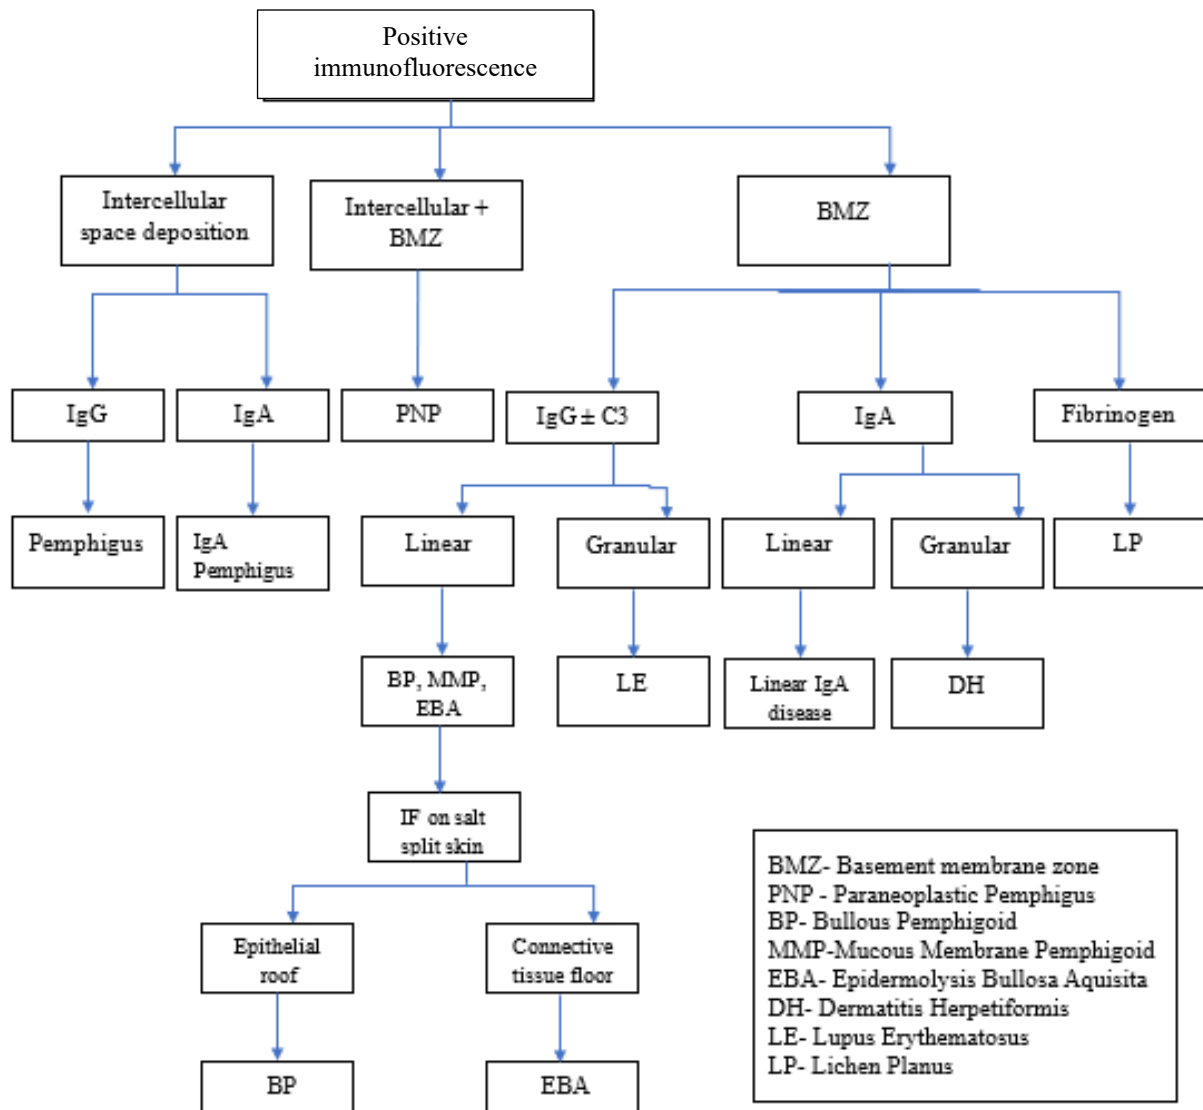 Positive
immunofluorescence
Intercellular
space deposition
Intercellular +
BMZ
BMZ
IgG
IgA
PNP
IgG ± C3
IgA
Fibrinogen
Pemphigus
IgA
Pemphigus
Linear
Granular
Linear
Granular
LP
BP, MMP,
EBA
LE
Linear IgA
disease
DH
IF on salt
split skin
Epithelial
roof
Connective
tissue floor
BP
EBA
BMZ- Basement membrane zone
PNP - Paraneoplastic Pemphigus
BP- Bullous Pemphigoid
MMP-Mucous Membrane Pemphigoid
EBA- Epidermolysis Bullosa Aquisita
DH- Dermatitis Herpetiformis
LE- Lupus Erythematosus
LP- Lichen Planus